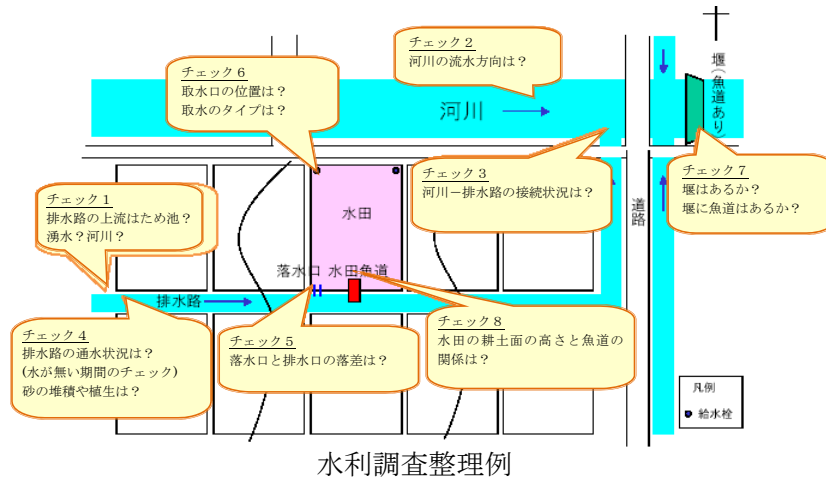 チェック２
河川の流水方向は？
チェック６
取水口の位置は？
取水のタイプは？
堰（魚道あり）
河川
チェック３
河川－排水路の接続状況は？
チェック７
堰はあるか？
堰に魚道はあるか？
チェック１
排水路の上流はため池？
湧水？河川？
水田
道路
落水口 水田魚道
排水路
チェック４
排水路の通水状況は？
(水が無い期間のチェック)
砂の堆積や植生は？
チェック５
落水口と排水口の落差は？
チェック８
水田の耕土面の高さと魚道の
関係は？
凡例
給水栓
水利調査整理例